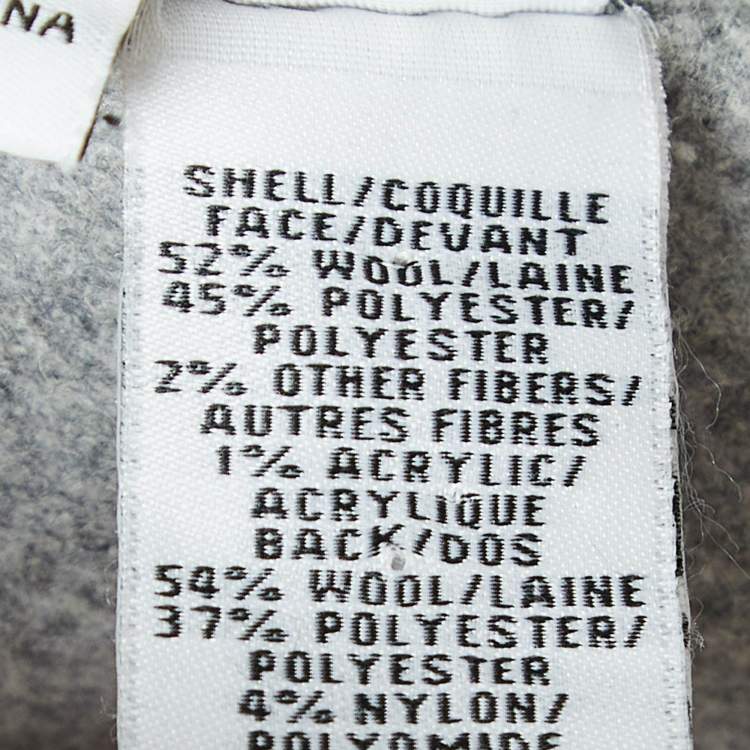 NA
SHELL/COQUILLE
FACE/DEVANT
52% WOOL/LAINE
45% POLYESTER/
POLYESTER
2% OTHER FIBERS/
AUTRES FIBRES
1% ACRYLIC/
ACRYLIQUE
BACK/DOS
54% WOOL/LAINE
37% POLYESTER/
POLYESTER
4% NYLON/
POLYAMIDE